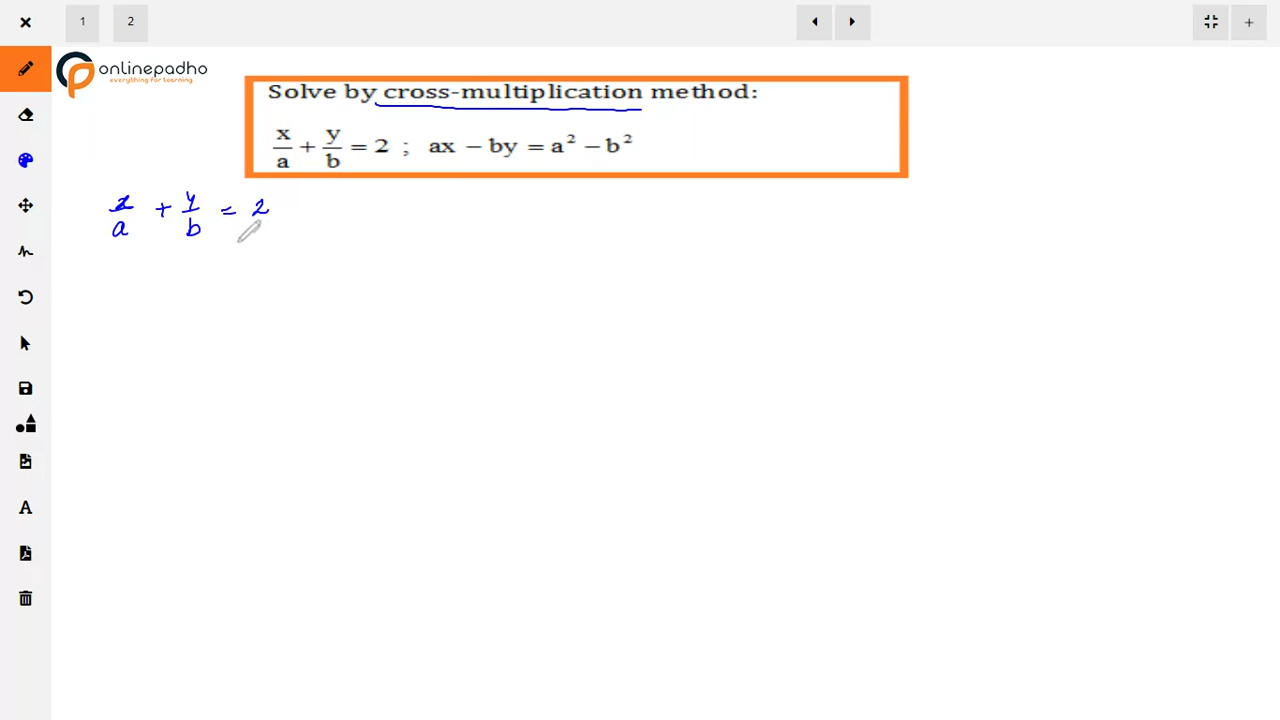 1 2
onlinepadho
everything for learning
Solve by cross-multiplication method:
x/a + y/b = 2 ; ax − by = a² − b²
x/a + y/b = 2
A